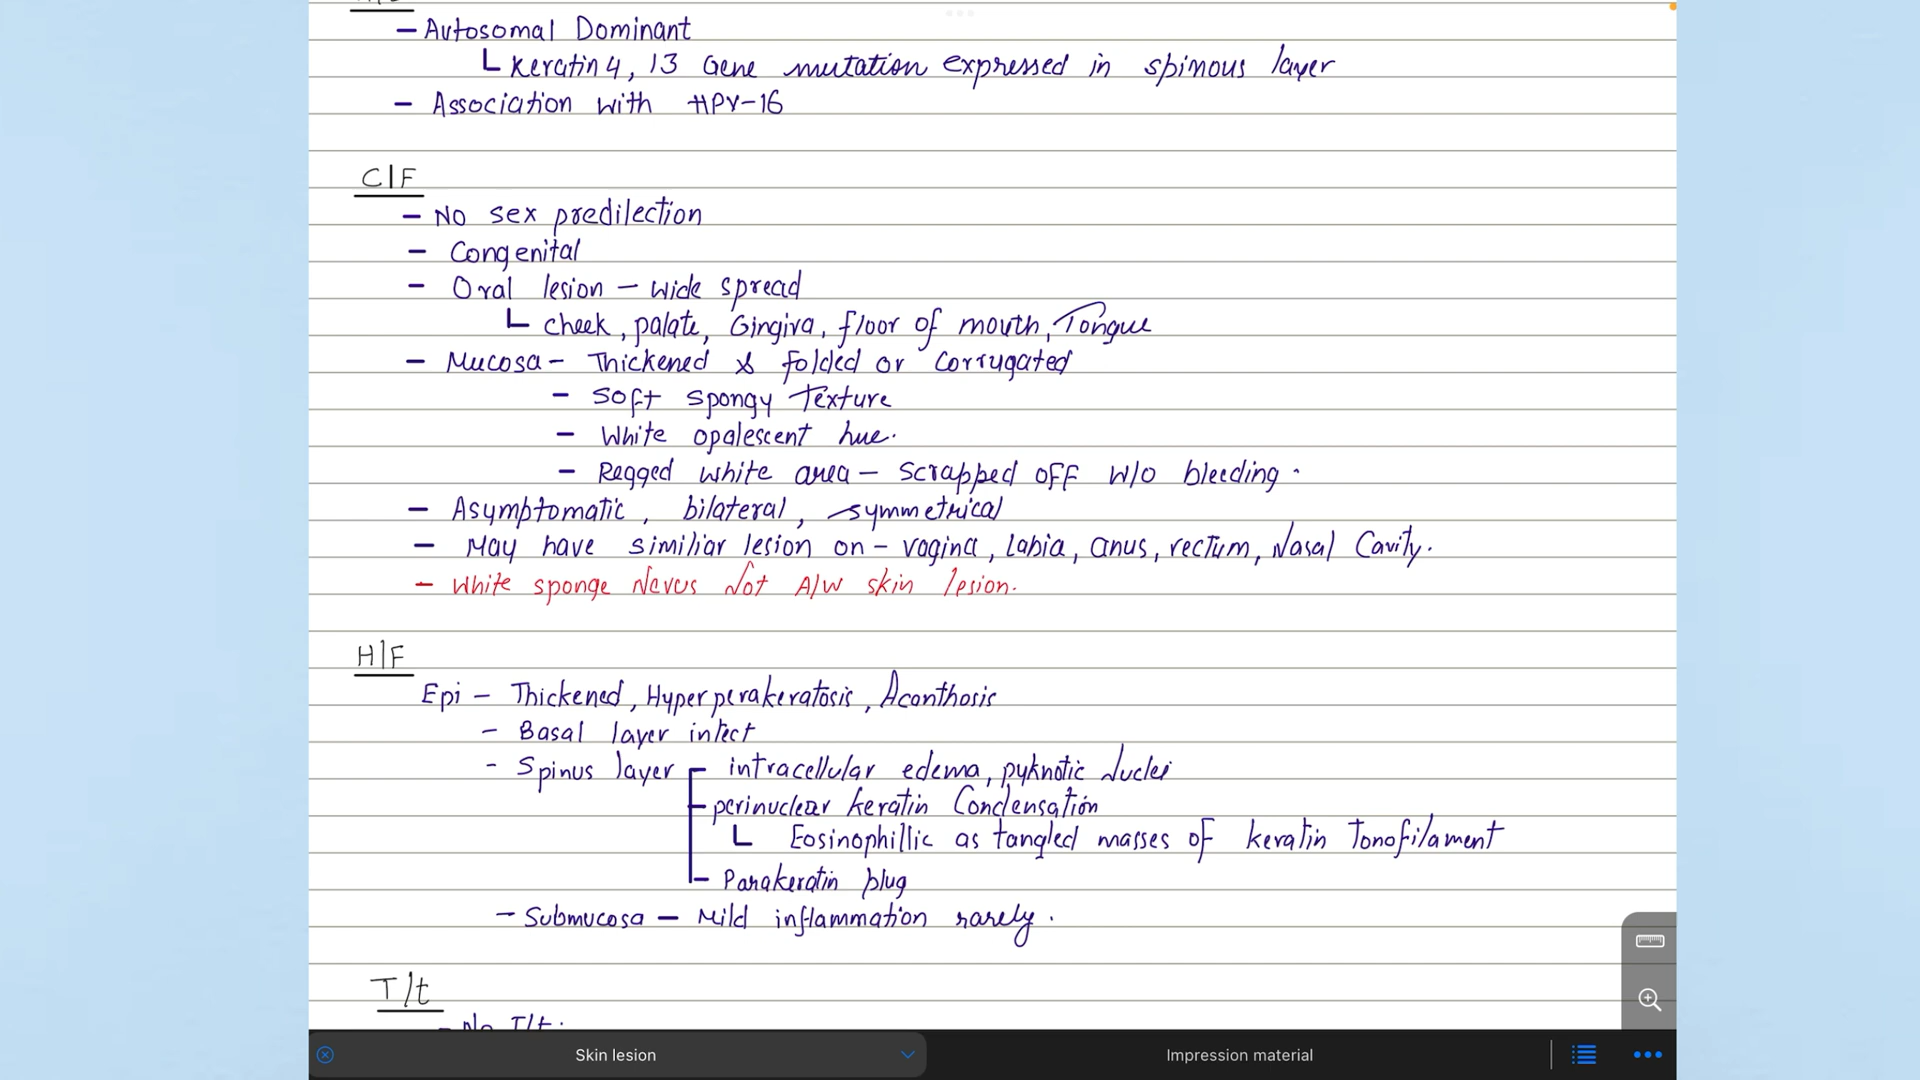 - Autosomal Dominant
└ Keratin 4, 13 Gene mutation expressed in spinous layer
- Association with HPV-16
C/F
- No sex predilection
- Congenital
- Oral lesion - wide spread
└ cheek, palate, Gingiva, floor of mouth, Tongue
- Mucosa - Thickened & folded or corrugated
- Soft spongy Texture
- White opalescent hue.
- Ragged white area - scrapped off w/o bleeding.
- Asymptomatic, bilateral, symmetrical
- May have similiar lesion on - vagina, labia, anus, rectum, Nasal Cavity.
- White sponge Nevus Not A/W skin lesion.
H/F
Epi - Thickened, Hyperperakeratosis, Acanthosis
- Basal layer intect
- Spinus layer - intracellular edema, pyknotic Nuclei
- perinuclear keratin Condensation
└ Eosinophillic as tangled masses of keratin Tonofilament
- Parakeratin plug
- Submucosa - Mild inflammation rarely.
T/t
- No T/t.
Skin lesion
Impression material